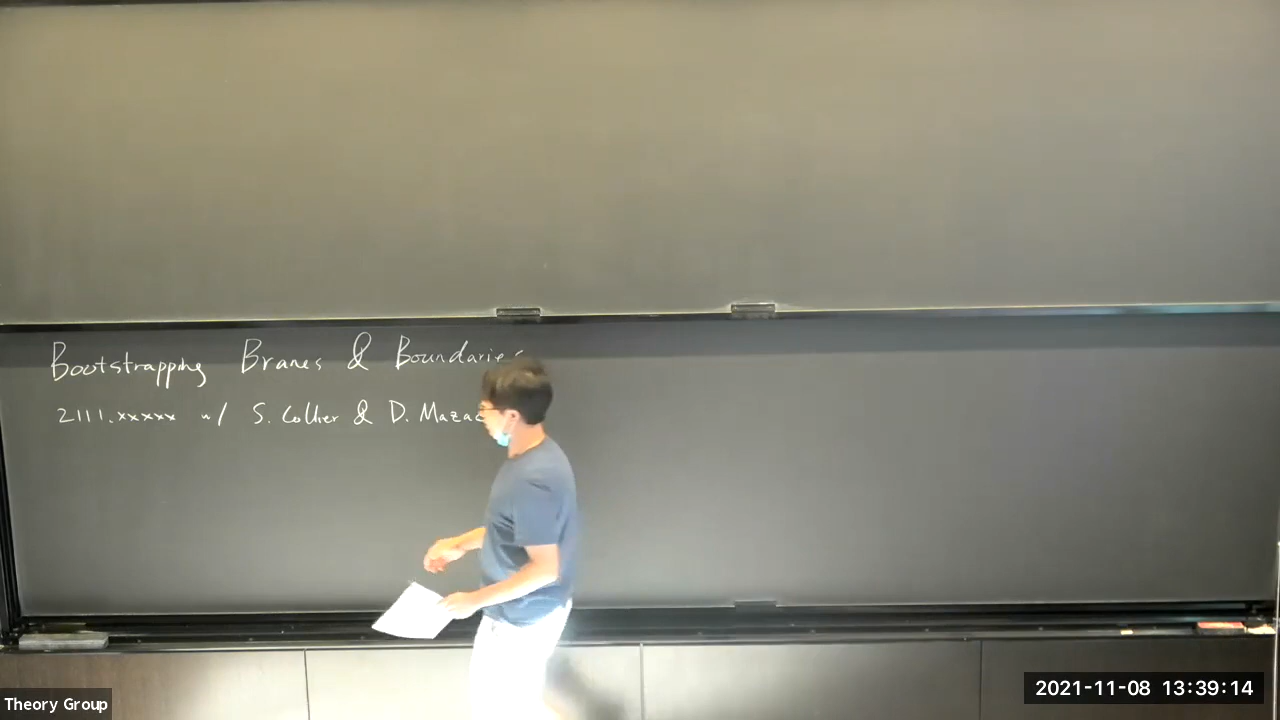 Bootstrapping Branes & Boundaries
2111.xxxxx w/ S. Collier & D. Mazac
Theory Group
2021-11-08 13:39:14